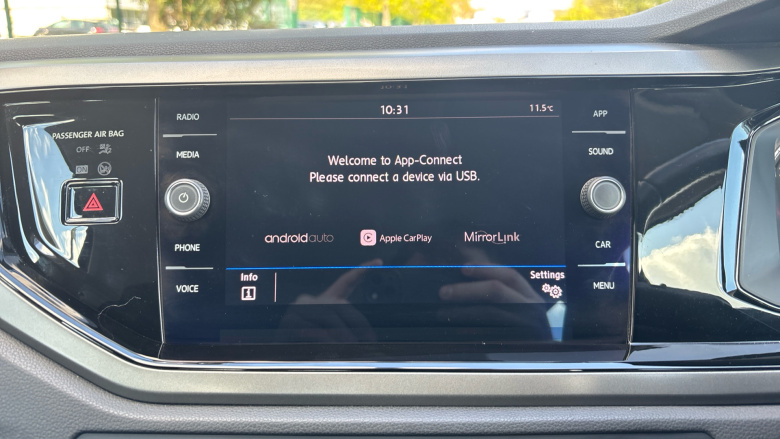 10:31
11.5°C
RADIO
APP
PASSENGER AIR BAG
OFF
ON
MEDIA
SOUND
Welcome to App-Connect
Please connect a device via USB.
androidauto
Apple CarPlay
MirrorLink
PHONE
CAR
Info
Settings
VOICE
MENU